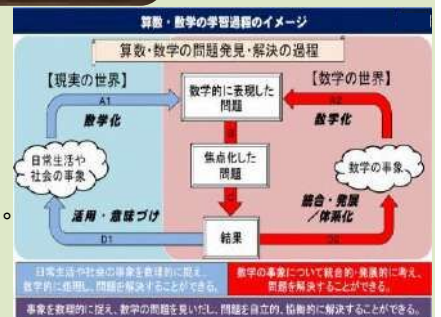 算数・数学の学習過程のイメージ
算数・数学の問題発見・解決の過程
【現実の世界】
【数学の世界】
A1
数学化
数学的に表現した
問題
A2
数学化
日常生活や
社会の事象
B
焦点化した
問題
数学の事象
C
活用・意味づけ
D1
結果
統合・発展
/体系化
D2
日常生活や社会の事象を数理的に捉え、
数学的に処理し、問題を解決することができる。
数学の事象について統合的・発展的に考え、
問題を解決することができる。
事象を数理的に捉え、数学の問題を見いだし、問題を自立的、協働的に解決することができる。
。